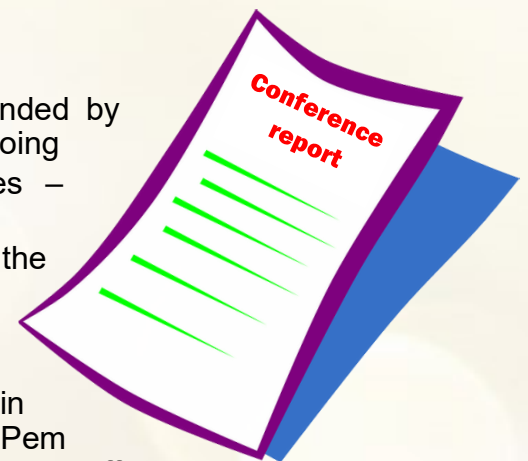 nded by
oing
es –
the
in
Pem
Conference
report